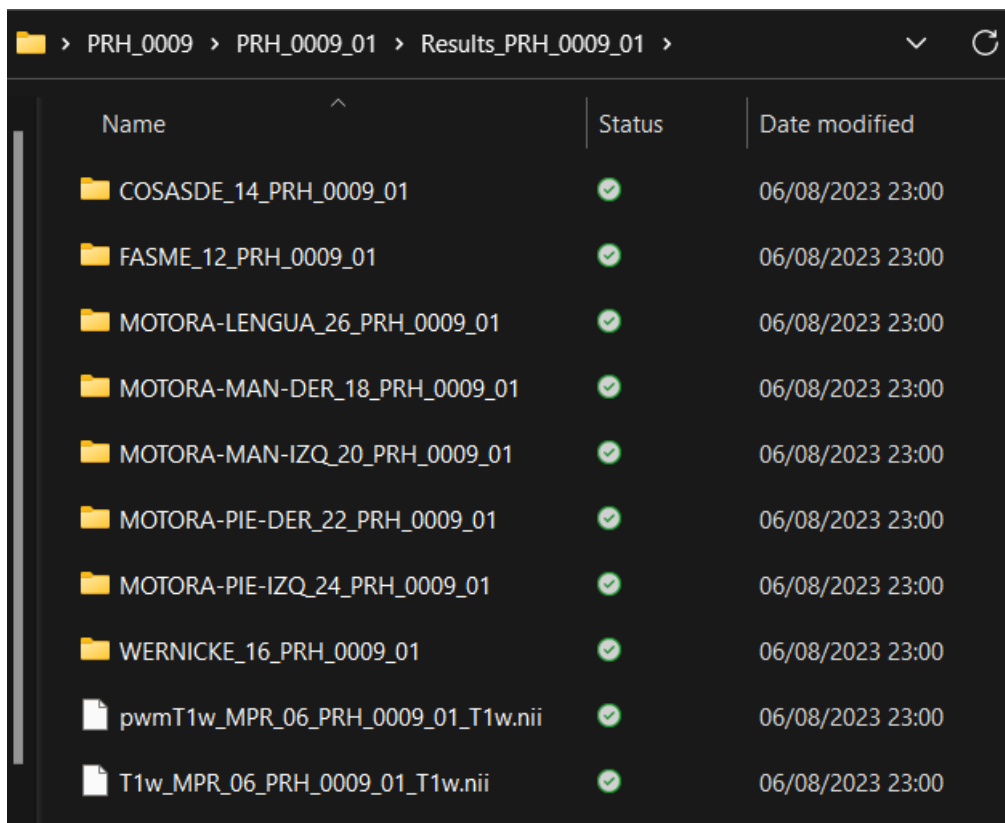 > PRH_0009 > PRH_0009_01 > Results_PRH_0009_01 >
Name Status Date modified
COSASDE_14_PRH_0009_01 06/08/2023 23:00
FASME_12_PRH_0009_01 06/08/2023 23:00
MOTORA-LENGUA_26_PRH_0009_01 06/08/2023 23:00
MOTORA-MAN-DER_18_PRH_0009_01 06/08/2023 23:00
MOTORA-MAN-IZQ_20_PRH_0009_01 06/08/2023 23:00
MOTORA-PIE-DER_22_PRH_0009_01 06/08/2023 23:00
MOTORA-PIE-IZQ_24_PRH_0009_01 06/08/2023 23:00
WERNICKE_16_PRH_0009_01 06/08/2023 23:00
pwmT1w_MPR_06_PRH_0009_01_T1w.nii 06/08/2023 23:00
T1w_MPR_06_PRH_0009_01_T1w.nii 06/08/2023 23:00